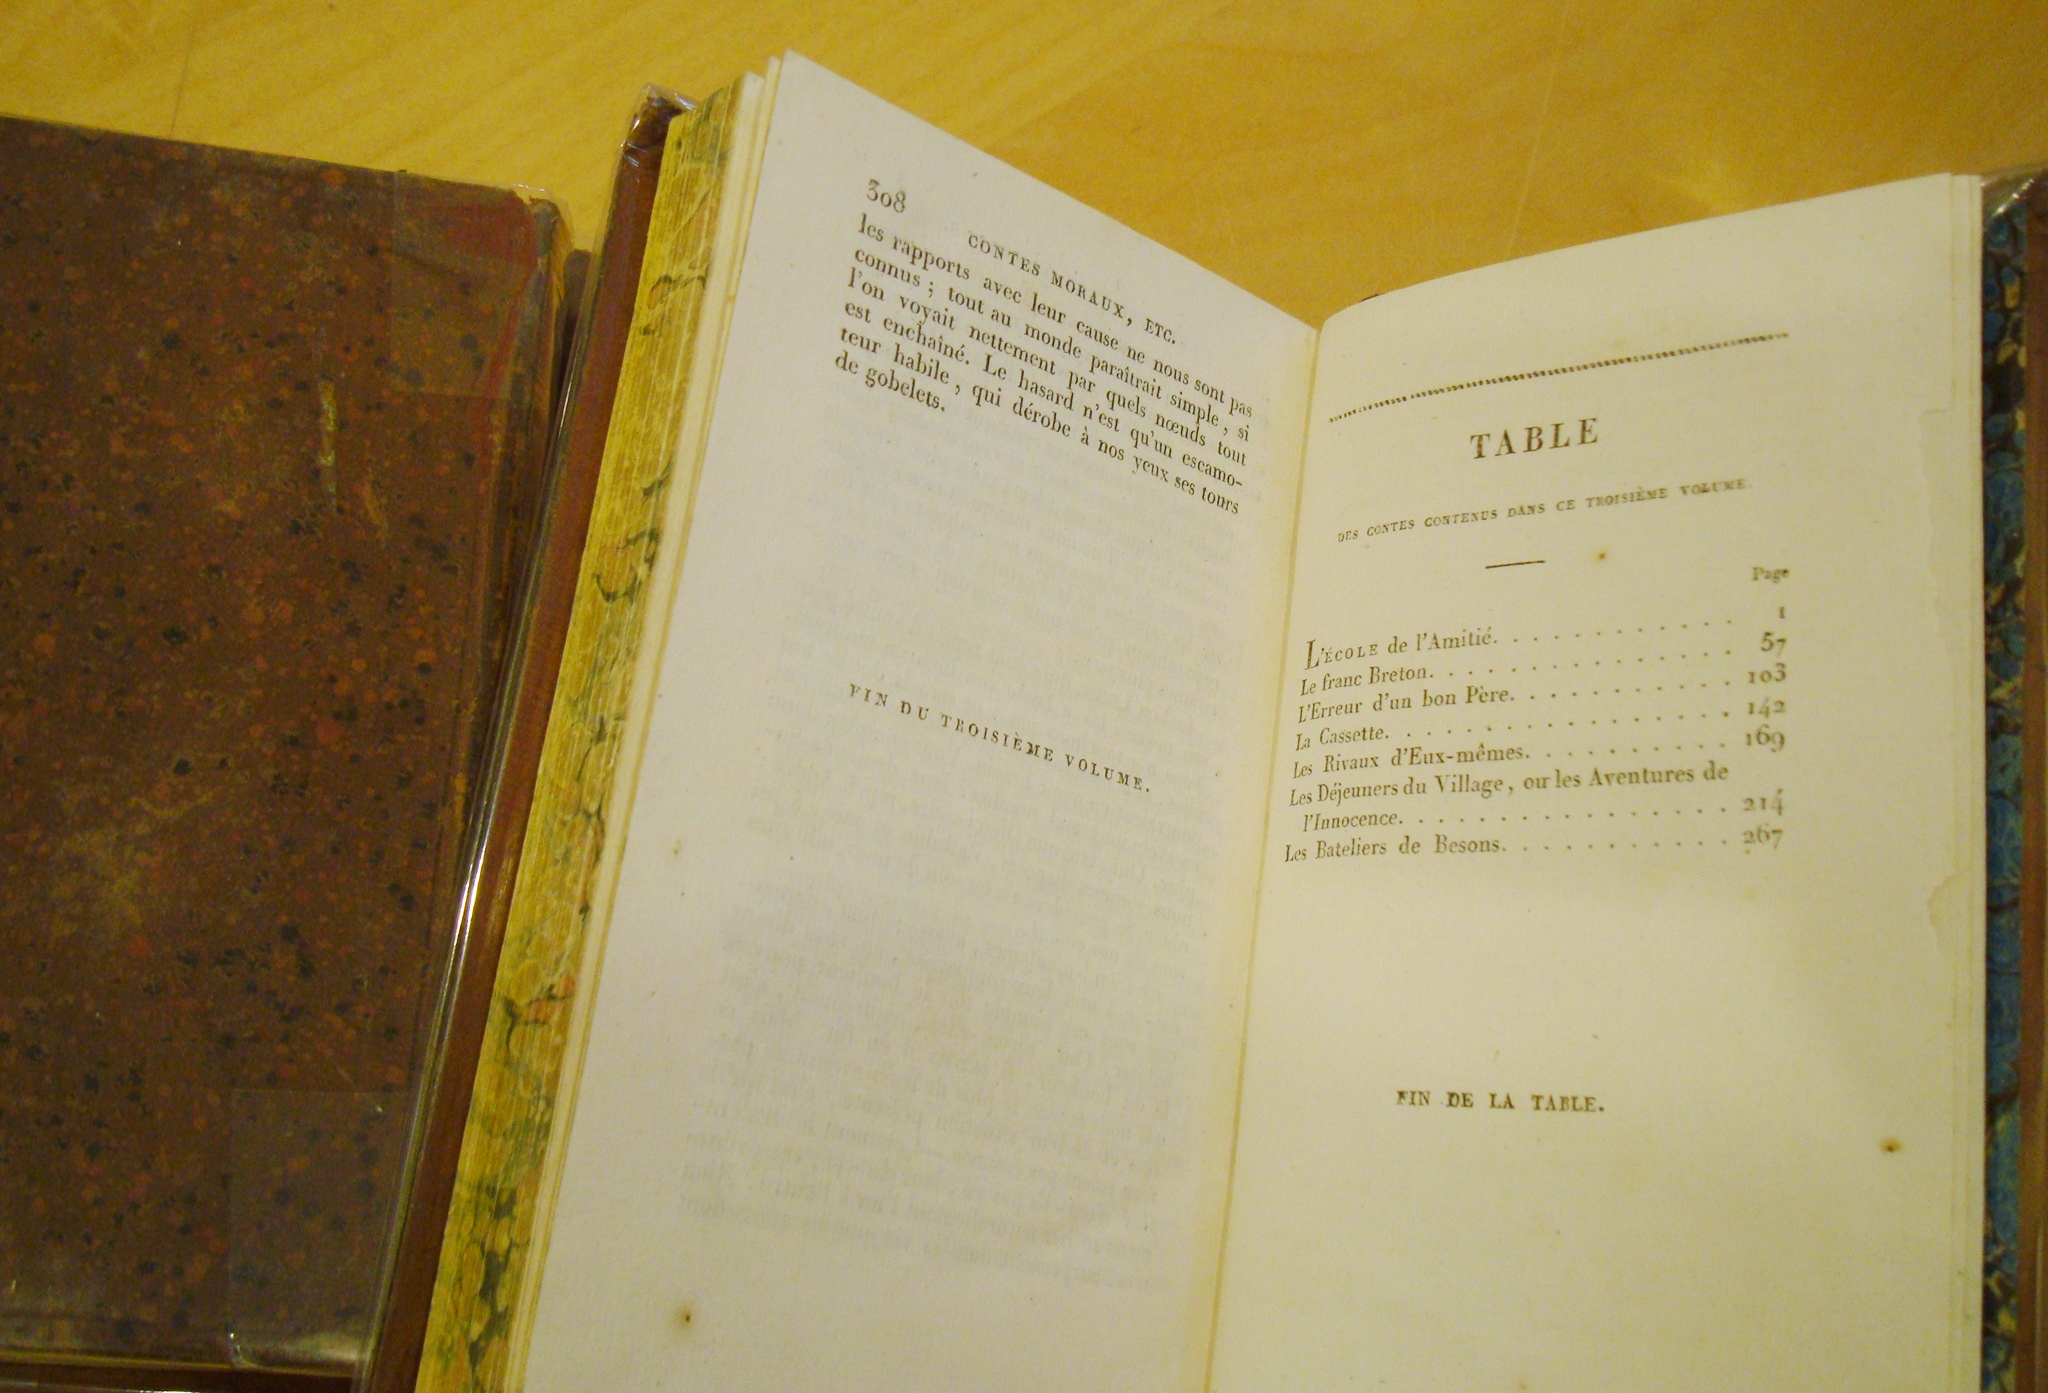 308
CONTES MORAUX, ETC.
les rapports avec leur cause ne nous sont pas
connus ; tout au monde paraîtrait simple, si
l'on voyait nettement par quels nœuds tout
est enchaîné. Le hasard n'est qu'un escamo-
teur habile, qui dérobe à nos yeux ses tours
de gobelets.
FIN DU TROISIÈME VOLUME.
TABLE
DES CONTES CONTENUS DANS CE TROISIÈME VOLUME.
Page
L'ÉCOLE de l'Amitié. . . . . . . . . . . . 1
Le franc Breton. . . . . . . . . . . . . . 57
L'Erreur d'un bon Père. . . . . . . . . . 103
La Cassette. . . . . . . . . . . . . . . 142
Les Rivaux d'Eux-mêmes. . . . . . . . . . 169
Les Déjeuners du Village, ou les Aventures de
l'Innocence. . . . . . . . . . . . . . . 214
Les Bateliers de Besons. . . . . . . . . . 267
FIN DE LA TABLE.